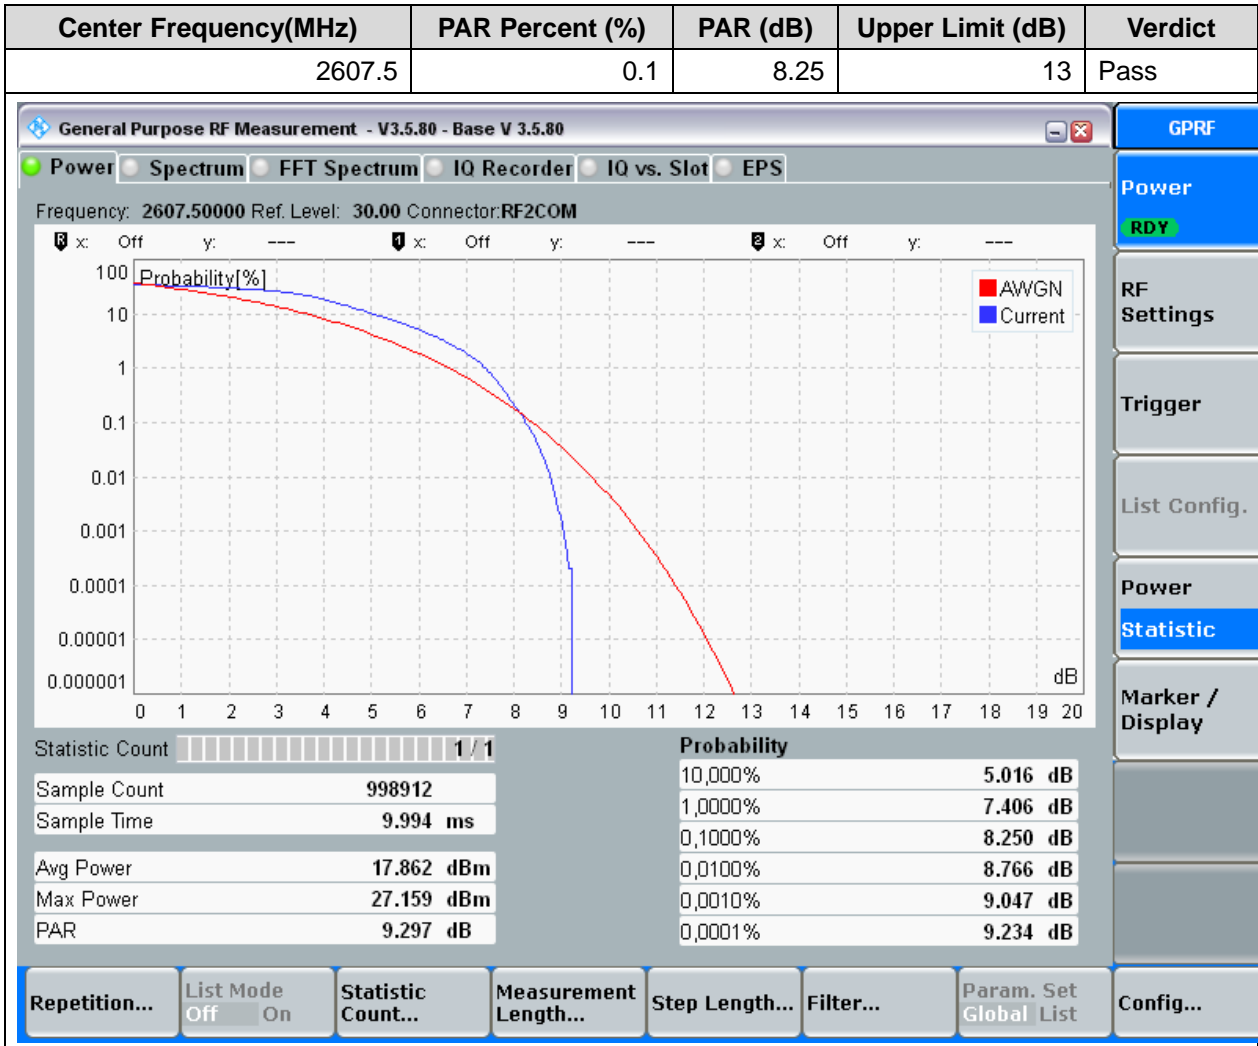 Center Frequency(MHz) PAR Percent (%) PAR (dB) Upper Limit (dB) Verdict
2607.5 0.1 8.25 13 Pass
General Purpose RF Measurement - V3.5.80 - Base V 3.5.80
GPRF
Power Spectrum FFT Spectrum IQ Recorder IQ vs. Slot EPS
Frequency: 2607.50000 Ref. Level: 30.00 Connector:RF2COM
R x: Off y: --- 1 x: Off y: --- 2 x: Off y: ---
Probability[%]
AWGN
Current
100
10
1
0.1
0.01
0.001
0.0001
0.00001
0.000001
dB
0 1 2 3 4 5 6 7 8 9 10 11 12 13 14 15 16 17 18 19 20
Statistic Count 1 / 1
Sample Count 998912
Sample Time 9.994 ms
Avg Power 17.862 dBm
Max Power 27.159 dBm
PAR 9.297 dB
Probability
10,000% 5.016 dB
1,0000% 7.406 dB
0,1000% 8.250 dB
0,0100% 8.766 dB
0,0010% 9.047 dB
0,0001% 9.234 dB
Power
RDY
RF
Settings
Trigger
List Config.
Power
Statistic
Marker /
Display
Repetition...
List Mode
Off On
Statistic
Count...
Measurement
Length...
Step Length...
Filter...
Param. Set
Global List
Config...